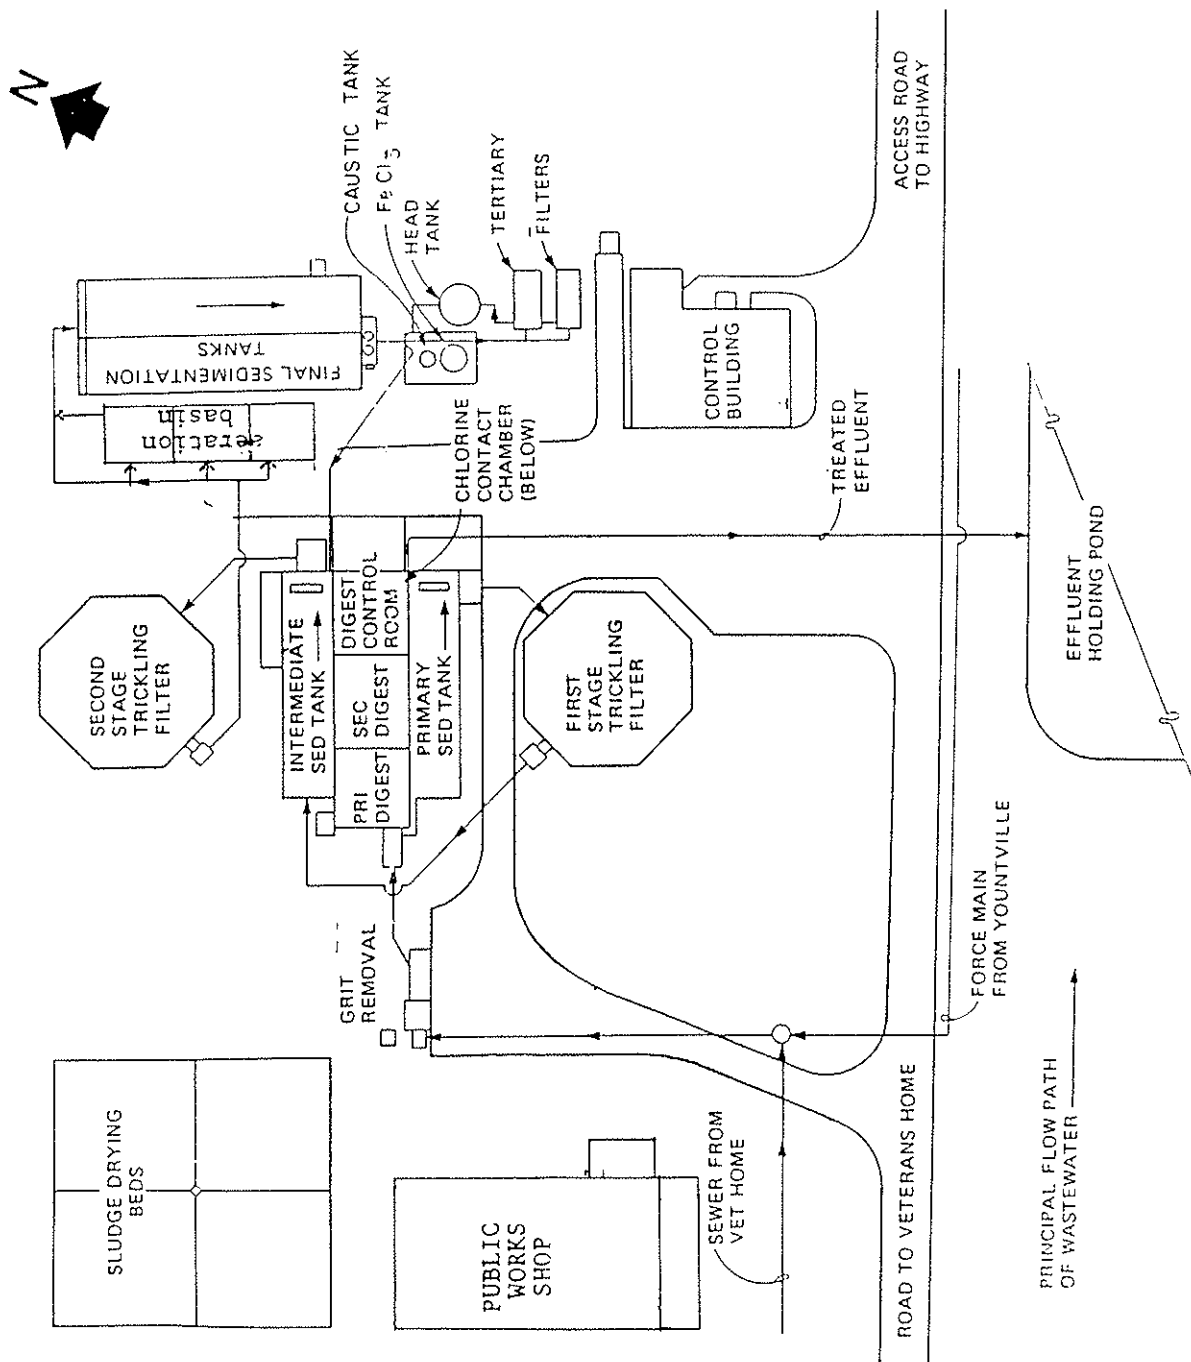 N
CAUSTIC TANK
FeCl3 TANK
HEAD
TANK
TERTIARY
FILTERS
ACCESS ROAD
TO HIGHWAY
FINAL SEDIMENTATION
TANKS
aeration
basin
CHLORINE
CONTACT
CHAMBER
(BELOW)
CONTROL
BUILDING
TREATED
EFFLUENT
SECOND
STAGE
TRICKLING
FILTER
INTERMEDIATE
SED TANK
DIGEST
CONTROL
ROOM
SEC
DIGEST
PRI
DIGEST
PRIMARY
SED TANK
FIRST
STAGE
TRICKLING
FILTER
EFFLUENT
HOLDING POND
GRIT
REMOVAL
FORCE MAIN
FROM YOUNTVILLE
SLUDGE DRYING
BEDS
PUBLIC
WORKS
SHOP
SEWER FROM
VET HOME
ROAD TO VETERANS HOME
PRINCIPAL FLOW PATH
OF WASTEWATER